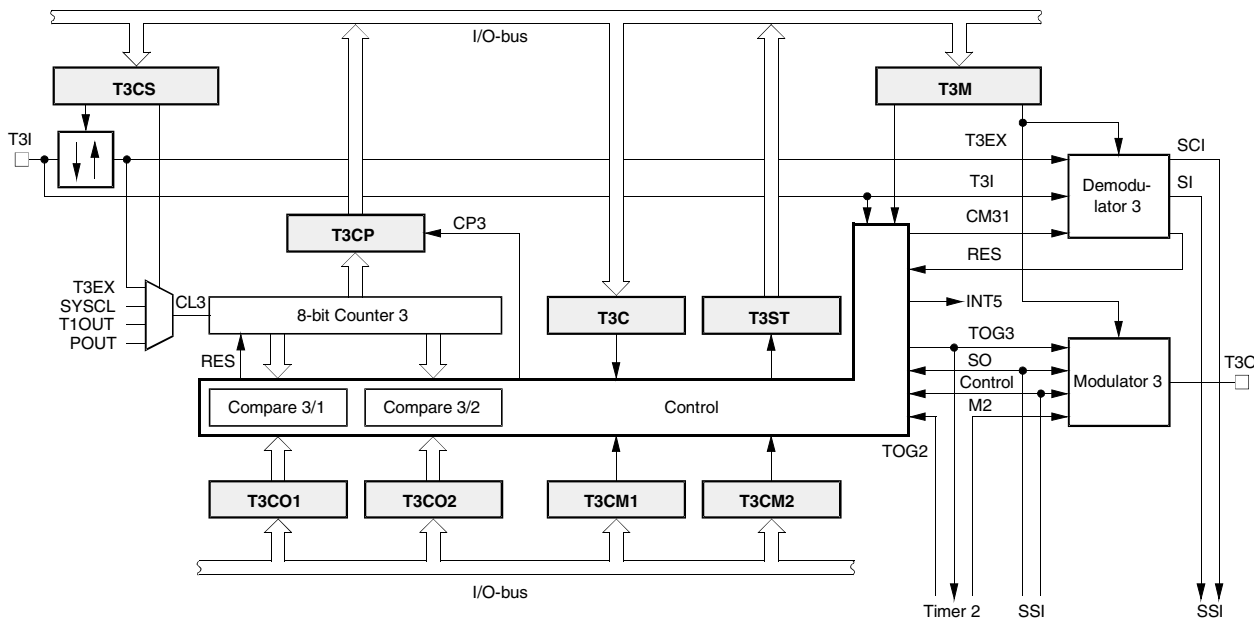 I/O-bus
T3CS
T3M
T3I
T3EX
SCI
T3I
SI
Demodu-
lator 3
CM31
T3CP
CP3
RES
T3EX
SYSCL
T1OUT
POUT
CL3
8-bit Counter 3
T3C
T3ST
INT5
RES
TOG3
SO
Control
M2
Modulator 3
T3O
Compare 3/1
Compare 3/2
Control
TOG2
T3CO1
T3CO2
T3CM1
T3CM2
I/O-bus
Timer 2
SSI
SSI